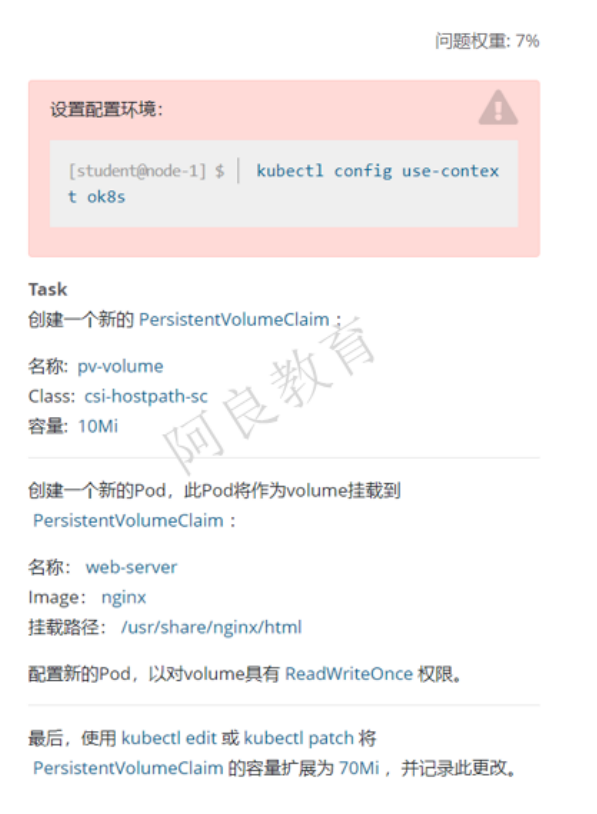 问题权重: 7%
设置配置环境：
[student@node-1] $ | kubectl config use-contex
t ok8s
Task
创建一个新的 PersistentVolumeClaim：
名称: pv-volume
Class: csi-hostpath-sc
容量: 10Mi
阿良教育
创建一个新的Pod，此Pod将作为volume挂载到
PersistentVolumeClaim：
名称： web-server
Image： nginx
挂载路径： /usr/share/nginx/html
配置新的Pod，以对volume具有 ReadWriteOnce 权限。
最后，使用 kubectl edit 或 kubectl patch 将
PersistentVolumeClaim 的容量扩展为 70Mi ，并记录此更改。